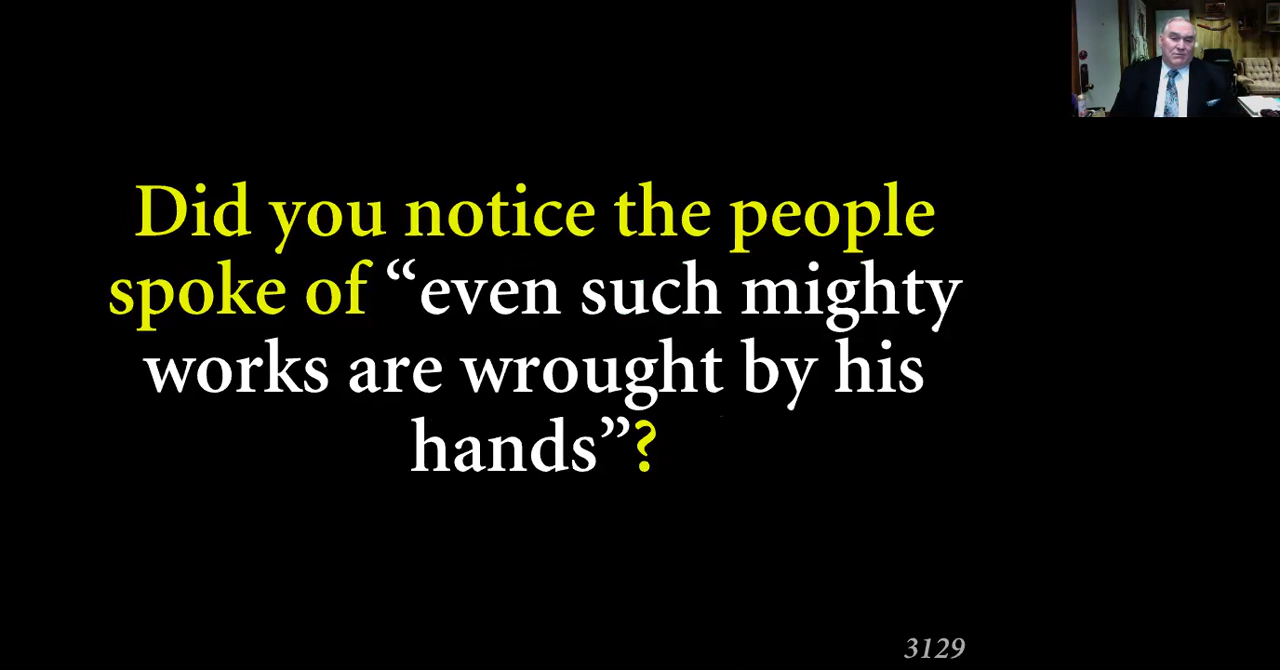 Did you notice the people
spoke of “even such mighty
works are wrought by his
hands”?
3129